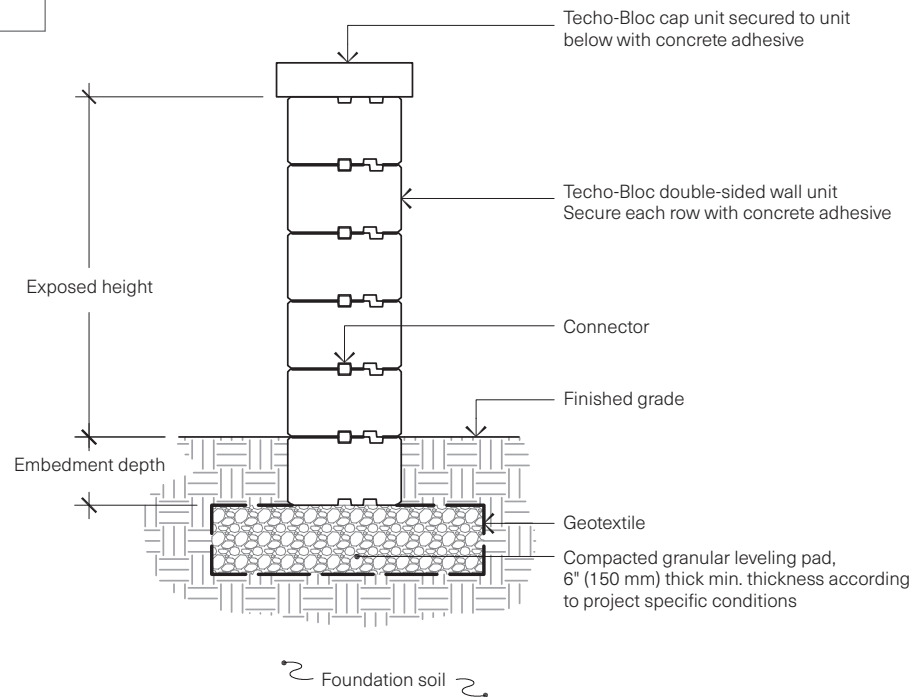 Techo-Bloc cap unit secured to unit
below with concrete adhesive
Techo-Bloc double-sided wall unit
Secure each row with concrete adhesive
Exposed height
Connector
Finished grade
Embedment depth
Geotextile
Compacted granular leveling pad,
6" (150 mm) thick min. thickness according
to project specific conditions
Foundation soil